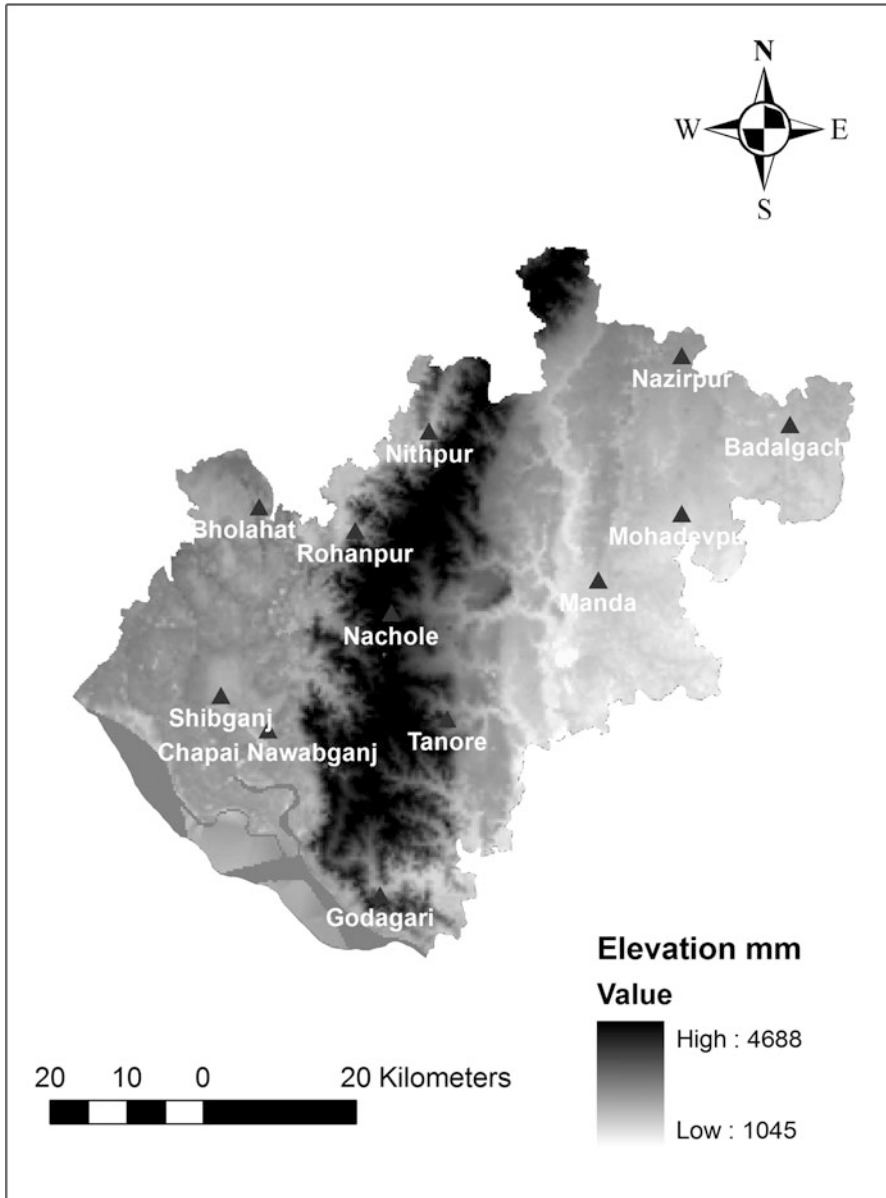 N
W E
S
Nazirpur
Badalgach
Nithpur
Bholahat
Mohadevpu
Rohanpur
Manda
Nachole
Shibganj
Tanore
Chapai Nawabganj
Godagari
Elevation mm
Value
High : 4688
Low : 1045
20 10 0 20 Kilometers